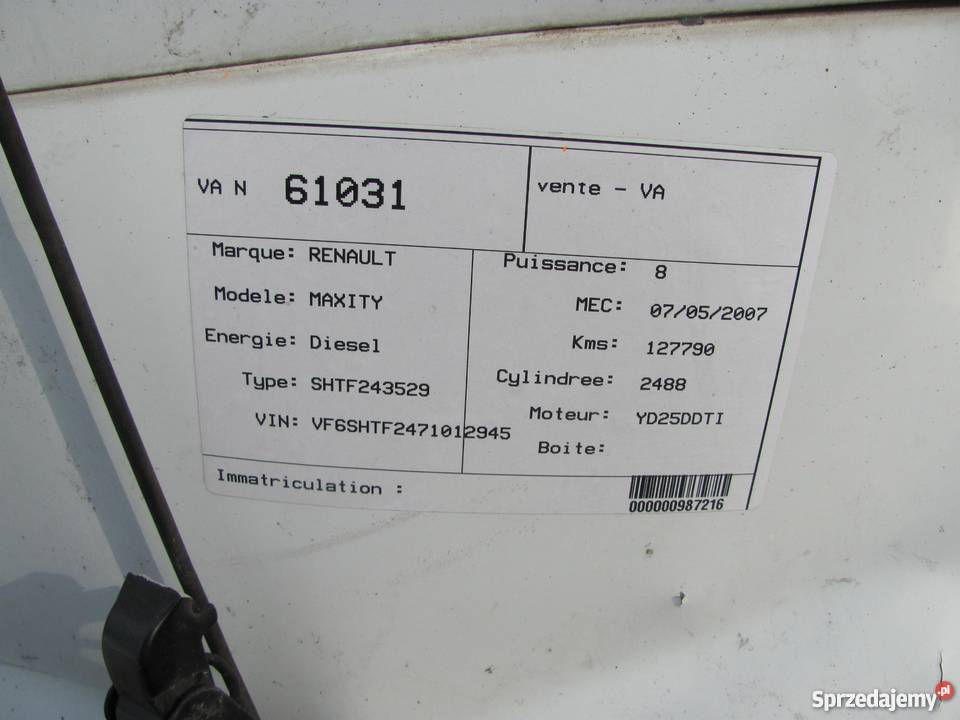 VA N 61031
vente - VA
Marque: RENAULT
Modele: MAXITY
Energie: Diesel
Type: SHTF243529
VIN: VF6SHTF2471012945
Puissance: 8
MEC: 07/05/2007
Kms: 127790
Cylindree: 2488
Moteur: YD25DDTI
Boite:
Immatriculation :
000000987216
Sprzedajemy.pl